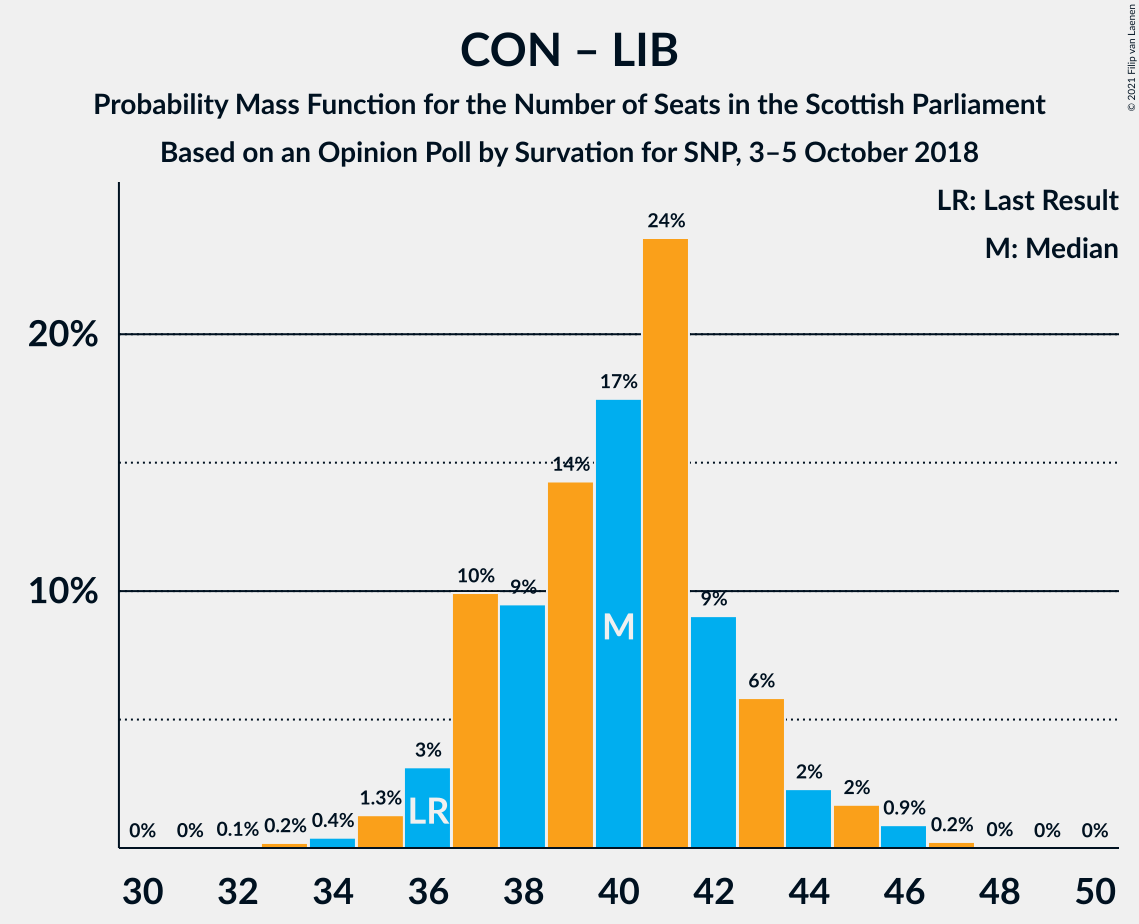 CON – LIB
Probability Mass Function for the Number of Seats in the Scottish Parliament
Based on an Opinion Poll by Survation for SNP, 3–5 October 2018
© 2021 Filip van Laenen
LR: Last Result
M: Median
20%
10%
0%
0%
0.1%
0.2%
0.4%
1.3%
3%
10%
9%
14%
17%
24%
9%
6%
2%
2%
0.9%
0.2%
0%
0%
0%
LR
M
30 32 34 36 38 40 42 44 46 48 50